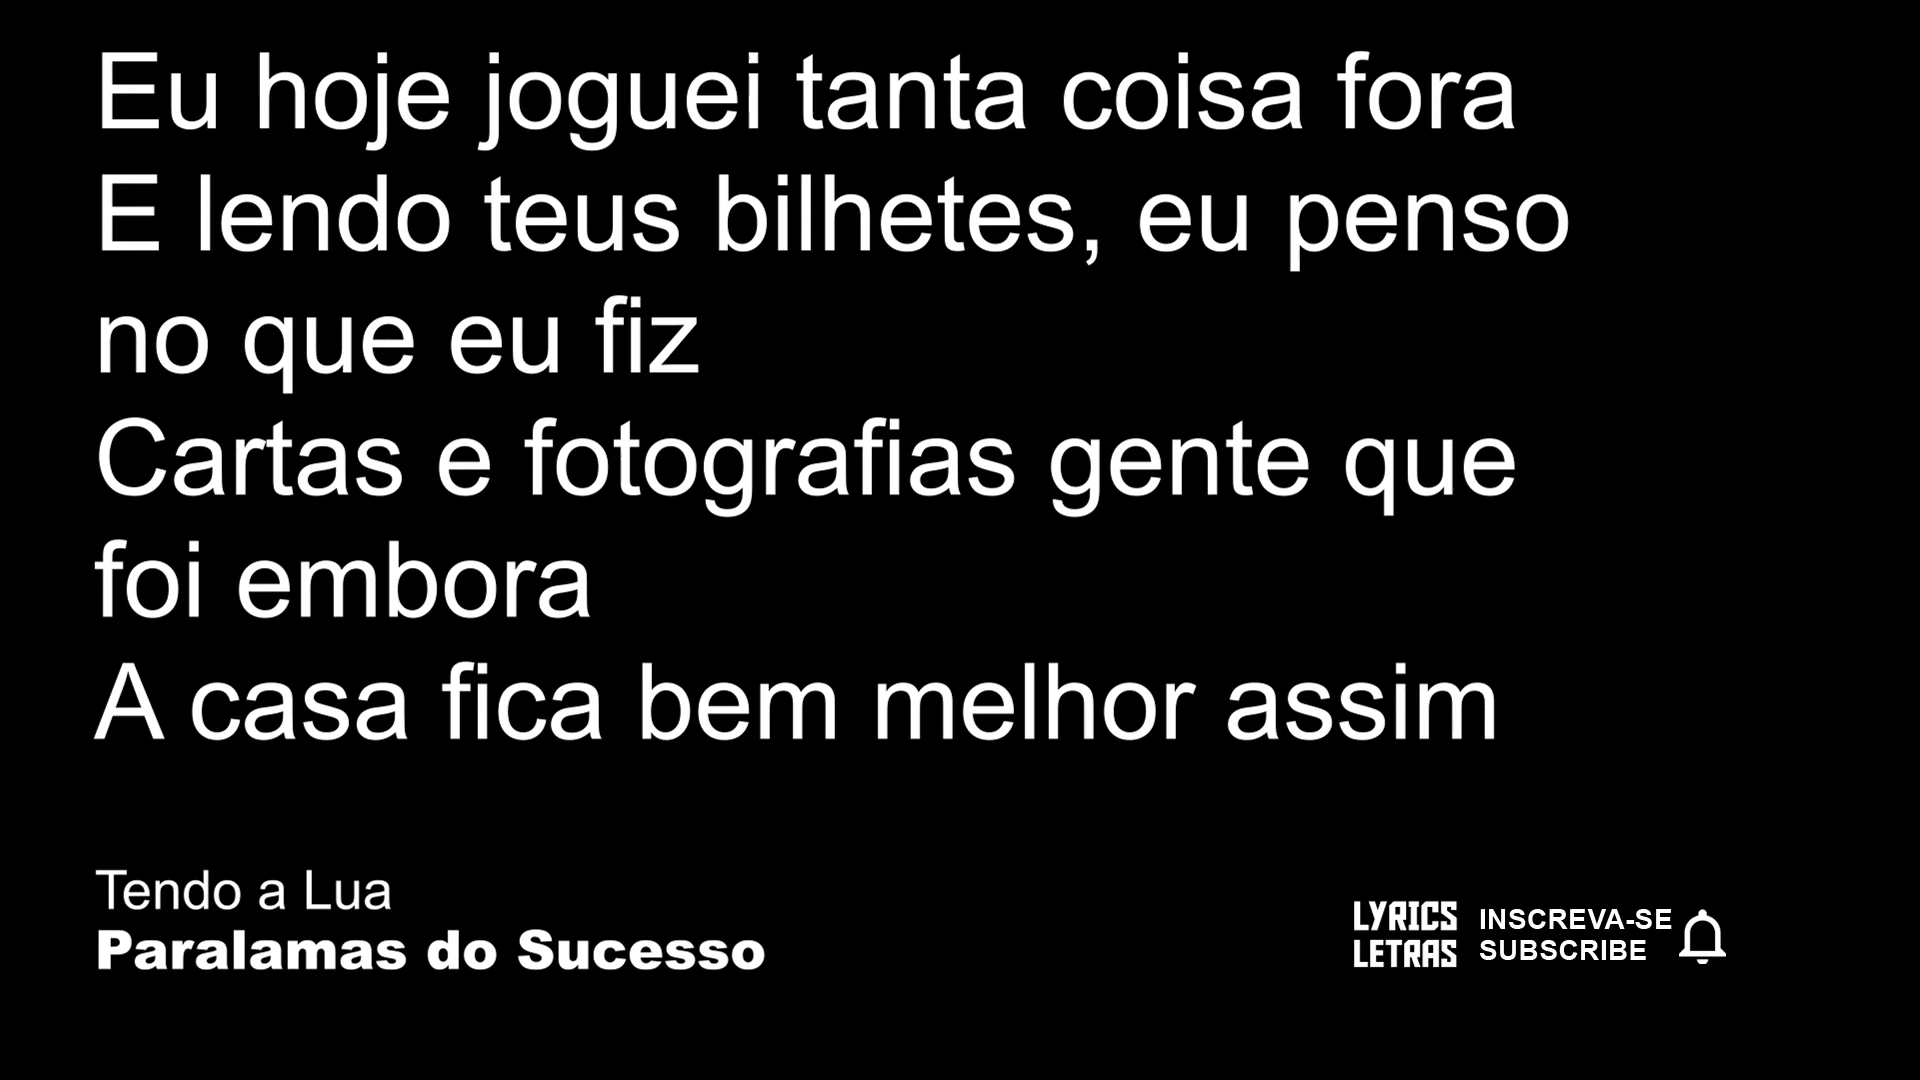 Eu hoje joguei tanta coisa fora
E lendo teus bilhetes, eu penso
no que eu fiz
Cartas e fotografias gente que
foi embora
A casa fica bem melhor assim
Tendo a Lua
Paralamas do Sucesso
LYRICS
LETRAS
INSCREVA-SE
SUBSCRIBE